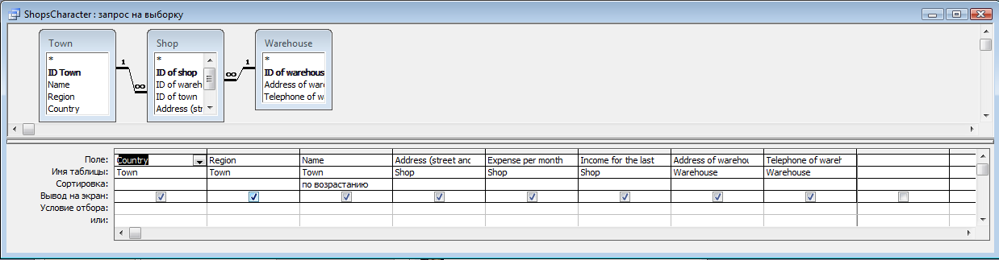 ShopsCharacter : запрос на выборку
Town
*
ID Town
Name
Region
Country
1
∞
Shop
*
ID of shop
ID of wareh
ID of town
Address (str
∞
1
Warehouse
*
ID of warehous
Address of ware
Telephone of w
Поле: Country Region Name Address (street and Expense per month Income for the last Address of warehou Telephone of wareh
Имя таблицы: Town Town Town Shop Shop Shop Warehouse Warehouse
Сортировка: по возрастанию
Вывод на экран:
Условие отбора:
или: